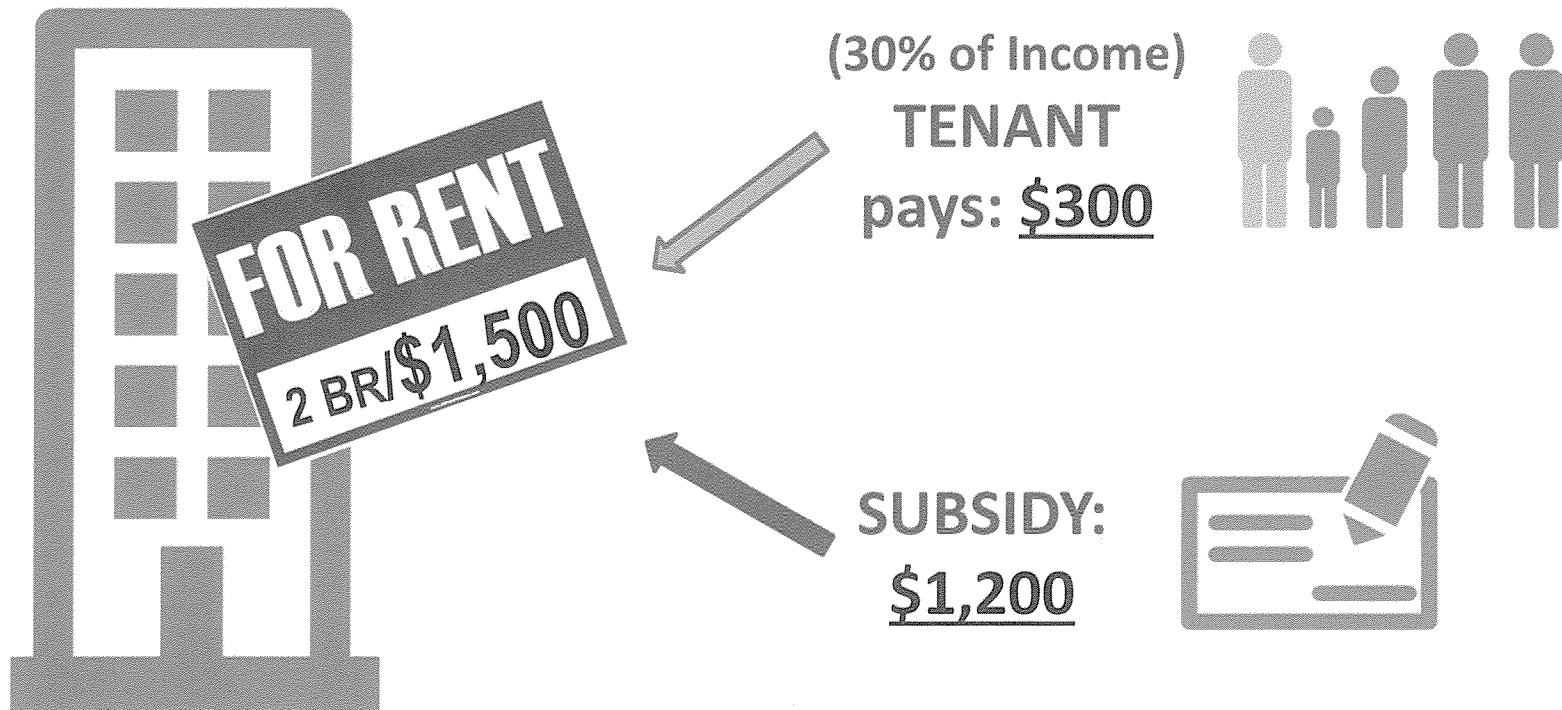 FOR RENT
2 BR/$1,500
(30% of Income)
TENANT
pays: $300
SUBSIDY:
$1,200